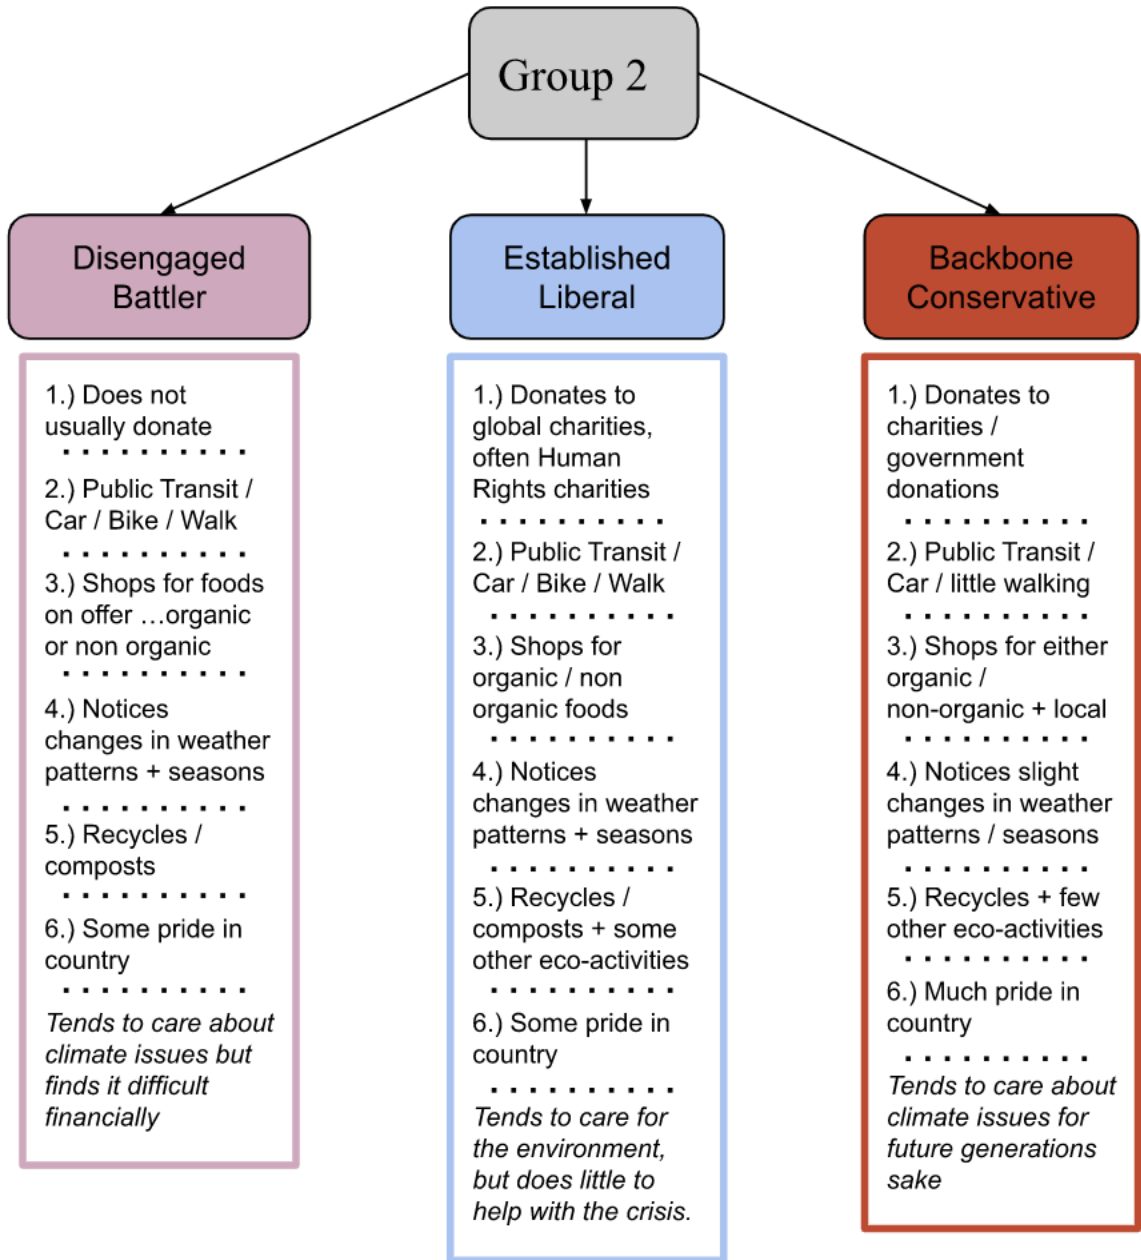 Group 2
Disengaged
Battler
1.) Does not
usually donate
2.) Public Transit /
Car / Bike / Walk
3.) Shops for foods
on offer …organic
or non organic
4.) Notices
changes in weather
patterns + seasons
5.) Recycles /
composts
6.) Some pride in
country
Tends to care about
climate issues but
finds it difficult
financially
Established
Liberal
1.) Donates to
global charities,
often Human
Rights charities
2.) Public Transit /
Car / Bike / Walk
3.) Shops for
organic / non
organic foods
4.) Notices
changes in weather
patterns + seasons
5.) Recycles /
composts + some
other eco-activities
6.) Some pride in
country
Tends to care for
the environment,
but does little to
help with the crisis.
Backbone
Conservative
1.) Donates to
charities /
government
donations
2.) Public Transit /
Car / little walking
3.) Shops for either
organic /
non-organic + local
4.) Notices slight
changes in weather
patterns / seasons
5.) Recycles + few
other eco-activities
6.) Much pride in
country
Tends to care about
climate issues for
future generations
sake